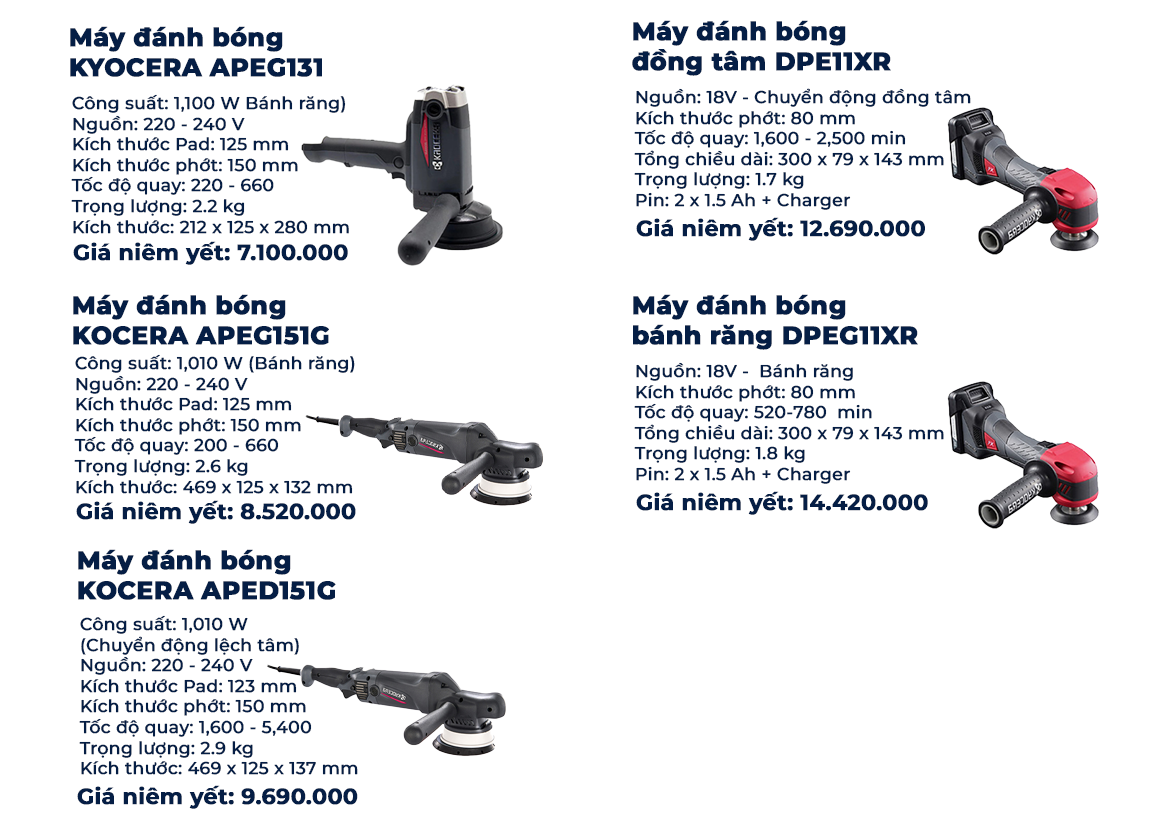 Máy đánh bóng
KYOCERA APEG131
Công suất: 1,100 W Bánh răng)
Nguồn: 220 - 240 V
Kích thước Pad: 125 mm
Kích thước phớt: 150 mm
Tốc độ quay: 220 - 660
Trọng lượng: 2.2 kg
Kích thước: 212 x 125 x 280 mm
Giá niêm yết: 7.100.000
KYOCERA
Máy đánh bóng
KOCERA APEG151G
Công suất: 1,010 W (Bánh răng)
Nguồn: 220 - 240 V
Kích thước Pad: 125 mm
Kích thước phớt: 150 mm
Tốc độ quay: 200 - 660
Trọng lượng: 2.6 kg
Kích thước: 469 x 125 x 132 mm
Giá niêm yết: 8.520.000
Máy đánh bóng
KOCERA APED151G
Công suất: 1,010 W
(Chuyển động lệch tâm)
Nguồn: 220 - 240 V
Kích thước Pad: 123 mm
Kích thước phớt: 150 mm
Tốc độ quay: 1,600 - 5,400
Trọng lượng: 2.9 kg
Kích thước: 469 x 125 x 137 mm
Giá niêm yết: 9.690.000
Máy đánh bóng
đồng tâm DPE11XR
Nguồn: 18V - Chuyển động đồng tâm
Kích thước phớt: 80 mm
Tốc độ quay: 1,600 - 2,500 min
Tổng chiều dài: 300 x 79 x 143 mm
Trọng lượng: 1.7 kg
Pin: 2 x 1.5 Ah + Charger
Giá niêm yết: 12.690.000
KYOCERA
Máy đánh bóng
bánh răng DPEG11XR
Nguồn: 18V -  Bánh răng
Kích thước phớt: 80 mm
Tốc độ quay: 520-780  min
Tổng chiều dài: 300 x 79 x 143 mm
Trọng lượng: 1.8 kg
Pin: 2 x 1.5 Ah + Charger
Giá niêm yết: 14.420.000
KYOCERA